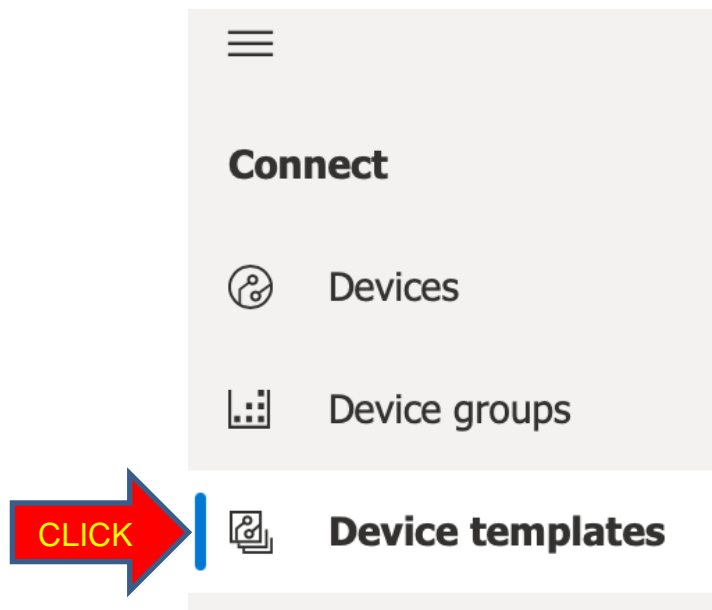 Connect
Devices
Device groups
CLICK
Device templates